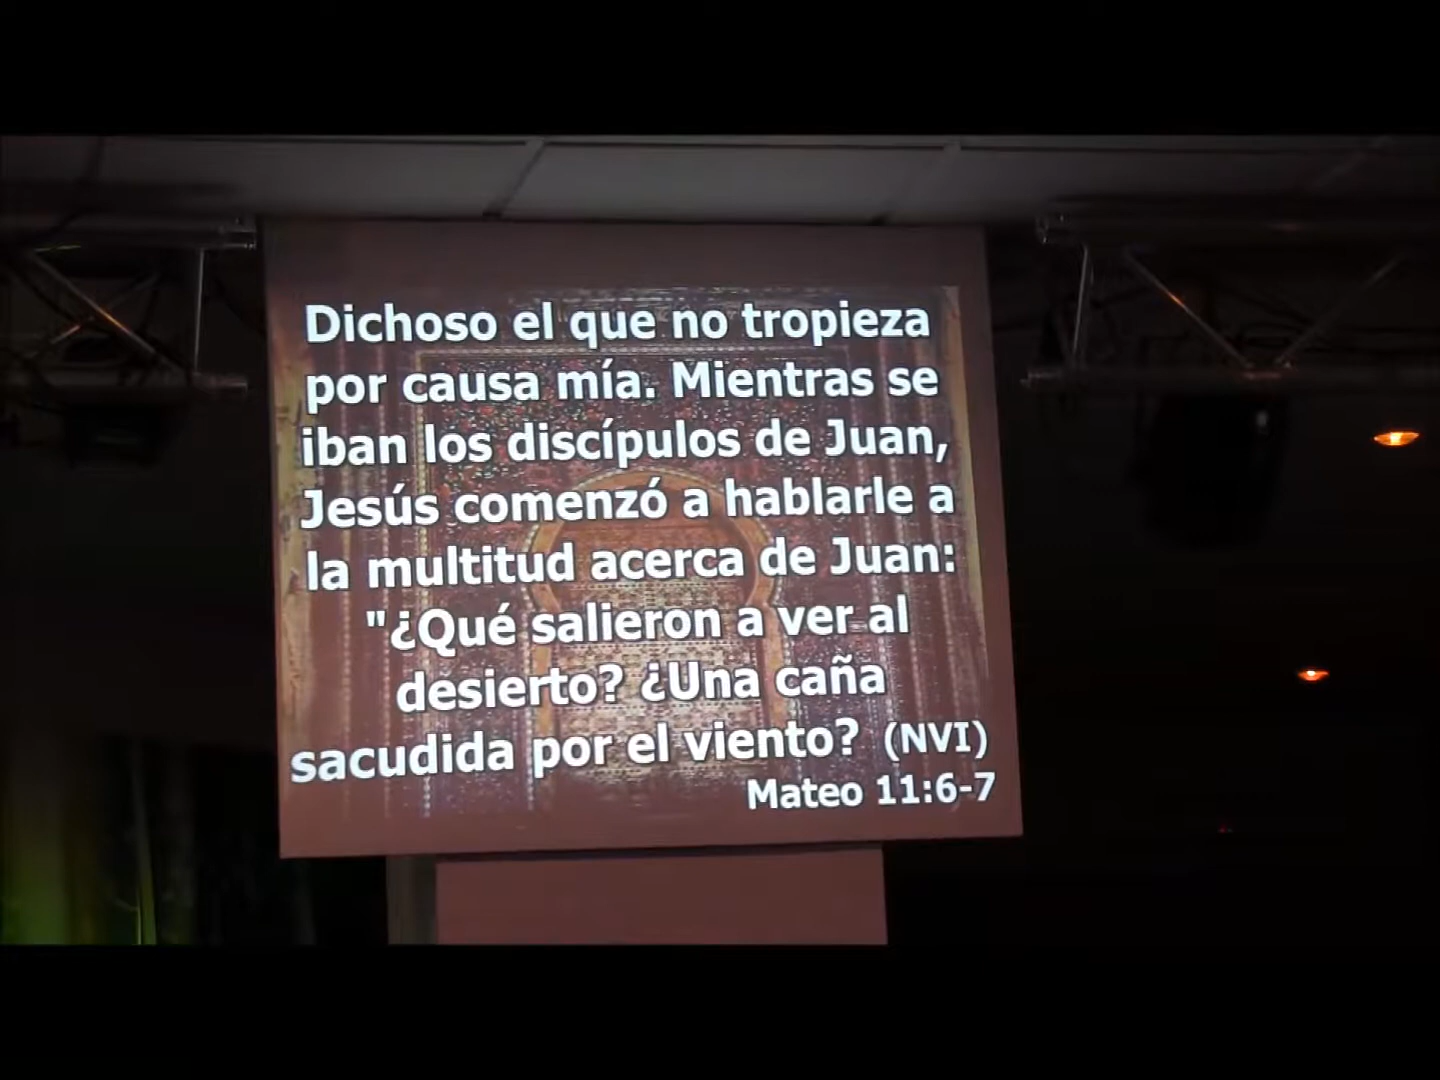 Dichoso el que no tropieza
por causa mía. Mientras se
iban los discípulos de Juan,
Jesús comenzó a hablarle a
la multitud acerca de Juan:
"¿Qué salieron a ver al
desierto? ¿Una caña
sacudida por el viento? (NVI)
Mateo 11:6-7